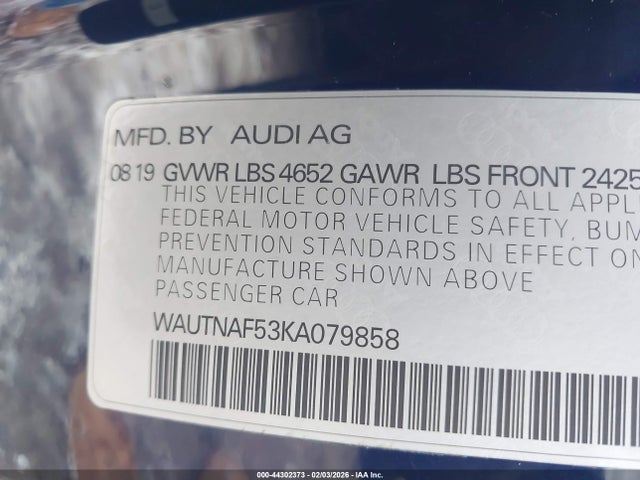 MFD. BY AUDI AG
08 19 GVWR LBS 4652 GAWR LBS FRONT 2425
THIS VEHICLE CONFORMS TO ALL
FEDERAL MOTOR VEHICLE SAFETY, BUM
PREVENTION STANDARDS IN EFFECT ON
MANUFACTURE SHOWN ABOVE
PASSENGER CAR
WAUTNAF53KA079858
000-44302373 - 02/03/2026 - IAA Inc.